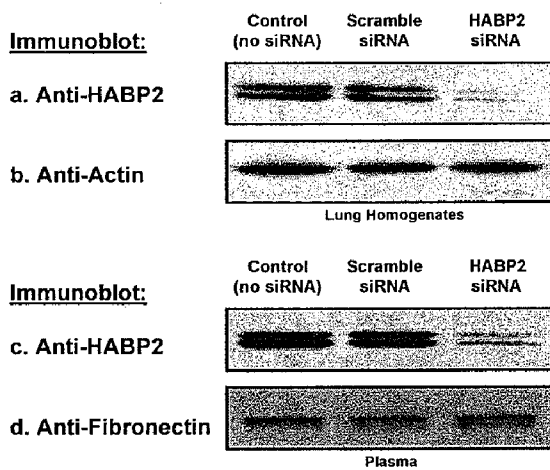 Immunoblot:
Control (no siRNA)
Scramble siRNA
HABP2 siRNA
a. Anti-HABP2
b. Anti-Actin
Lung Homogenates
Immunoblot:
Control (no siRNA)
Scramble siRNA
HABP2 siRNA
c. Anti-HABP2
d. Anti-Fibronectin
Plasma